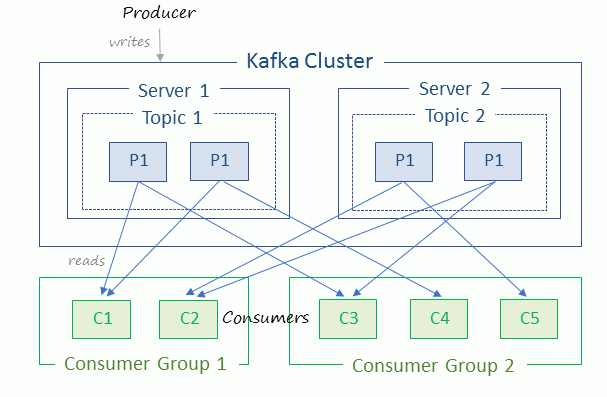 Producer
writes
Kafka Cluster
Server 1
Server 2
Topic 1
Topic 2
P1
P1
P1
P1
reads
C1
C2
Consumers
C3
C4
C5
Consumer Group 1
Consumer Group 2